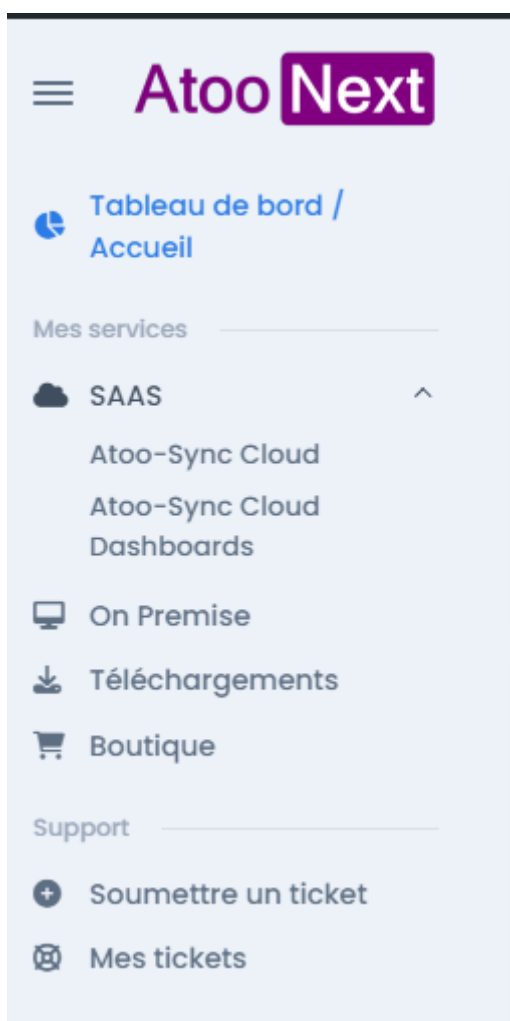 Atoo Next
Tableau de bord /
Accueil
Mes services
SAAS
Atoo-Sync Cloud
Atoo-Sync Cloud
Dashboards
On Premise
Téléchargements
Boutique
Support
Soumettre un ticket
Mes tickets